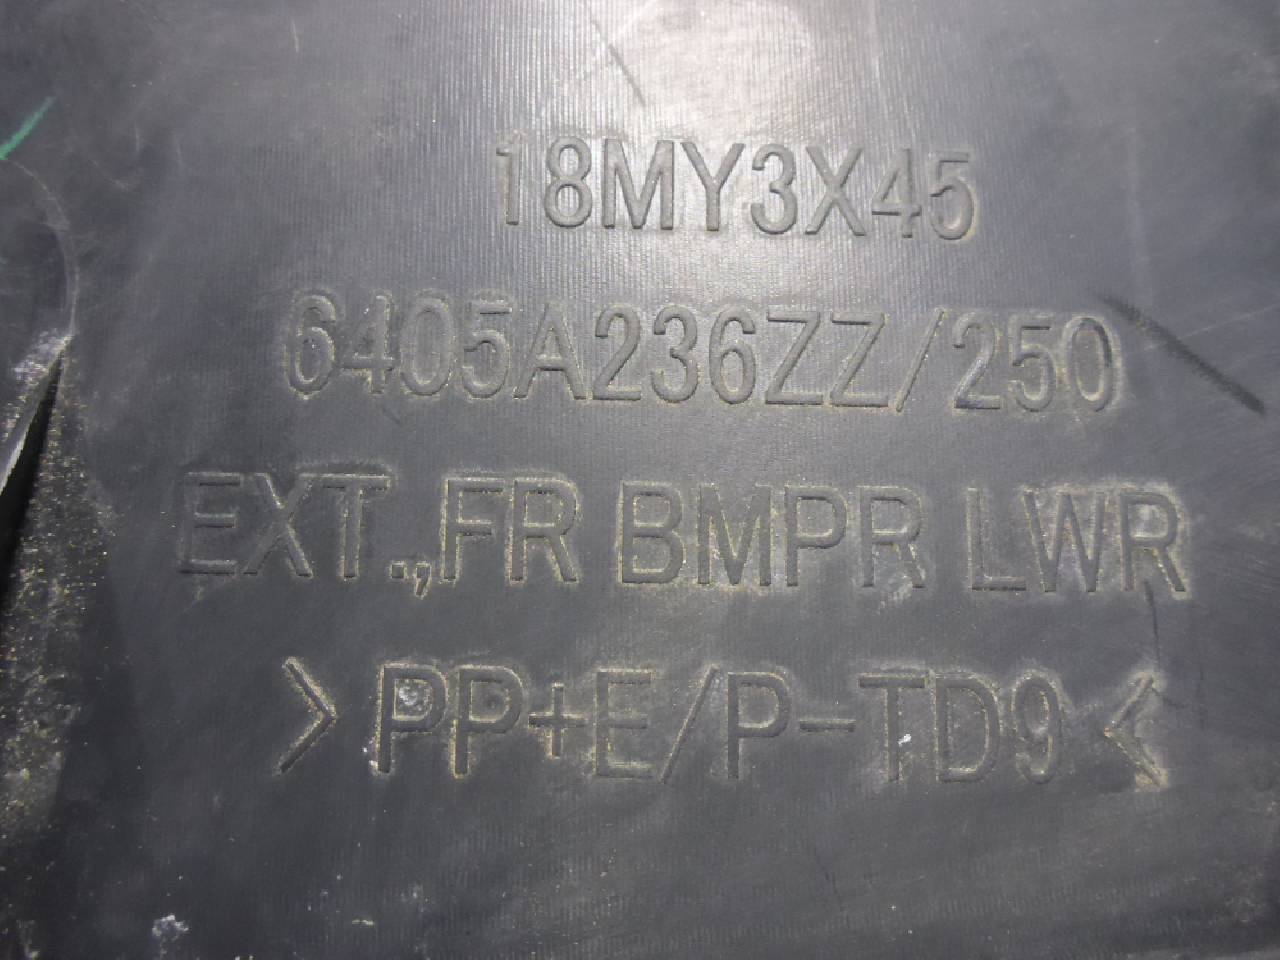 18MY3X45
6405A236ZZ/250
EXT.,FR BMPR LWR
>PP+E/P-TD9<